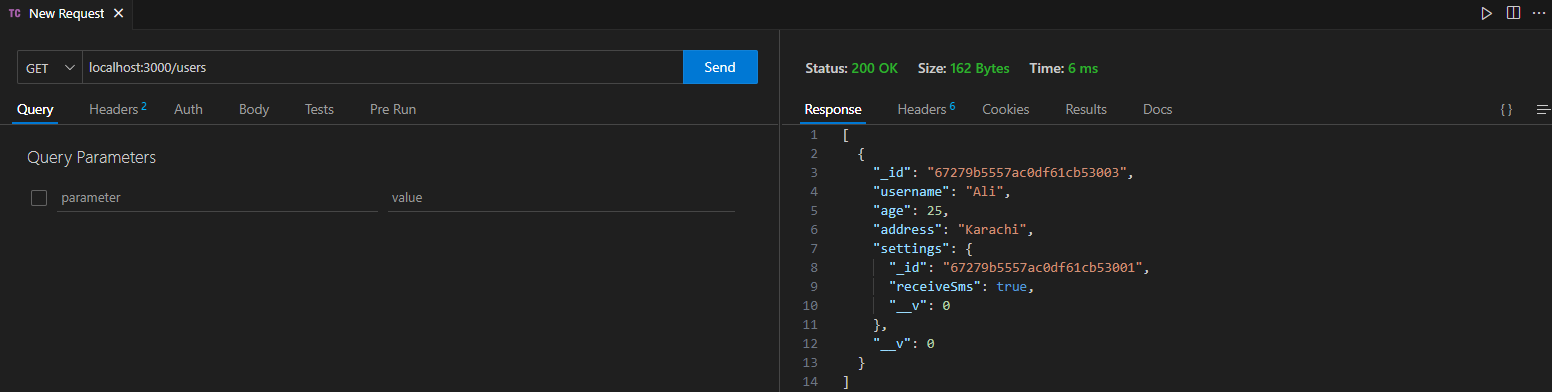 TC New Request
GET localhost:3000/users Send
Query Headers 2 Auth Body Tests Pre Run
Query Parameters
parameter value
Status: 200 OK Size: 162 Bytes Time: 6 ms
Response Headers 6 Cookies Results Docs {}
1 [
2 {
3 "_id": "67279b5557ac0df61cb53003",
4 "username": "Ali",
5 "age": 25,
6 "address": "Karachi",
7 "settings": {
8 "_id": "67279b5557ac0df61cb53001",
9 "receiveSms": true,
10 "__v": 0
11 },
12 "__v": 0
13 }
14 ]